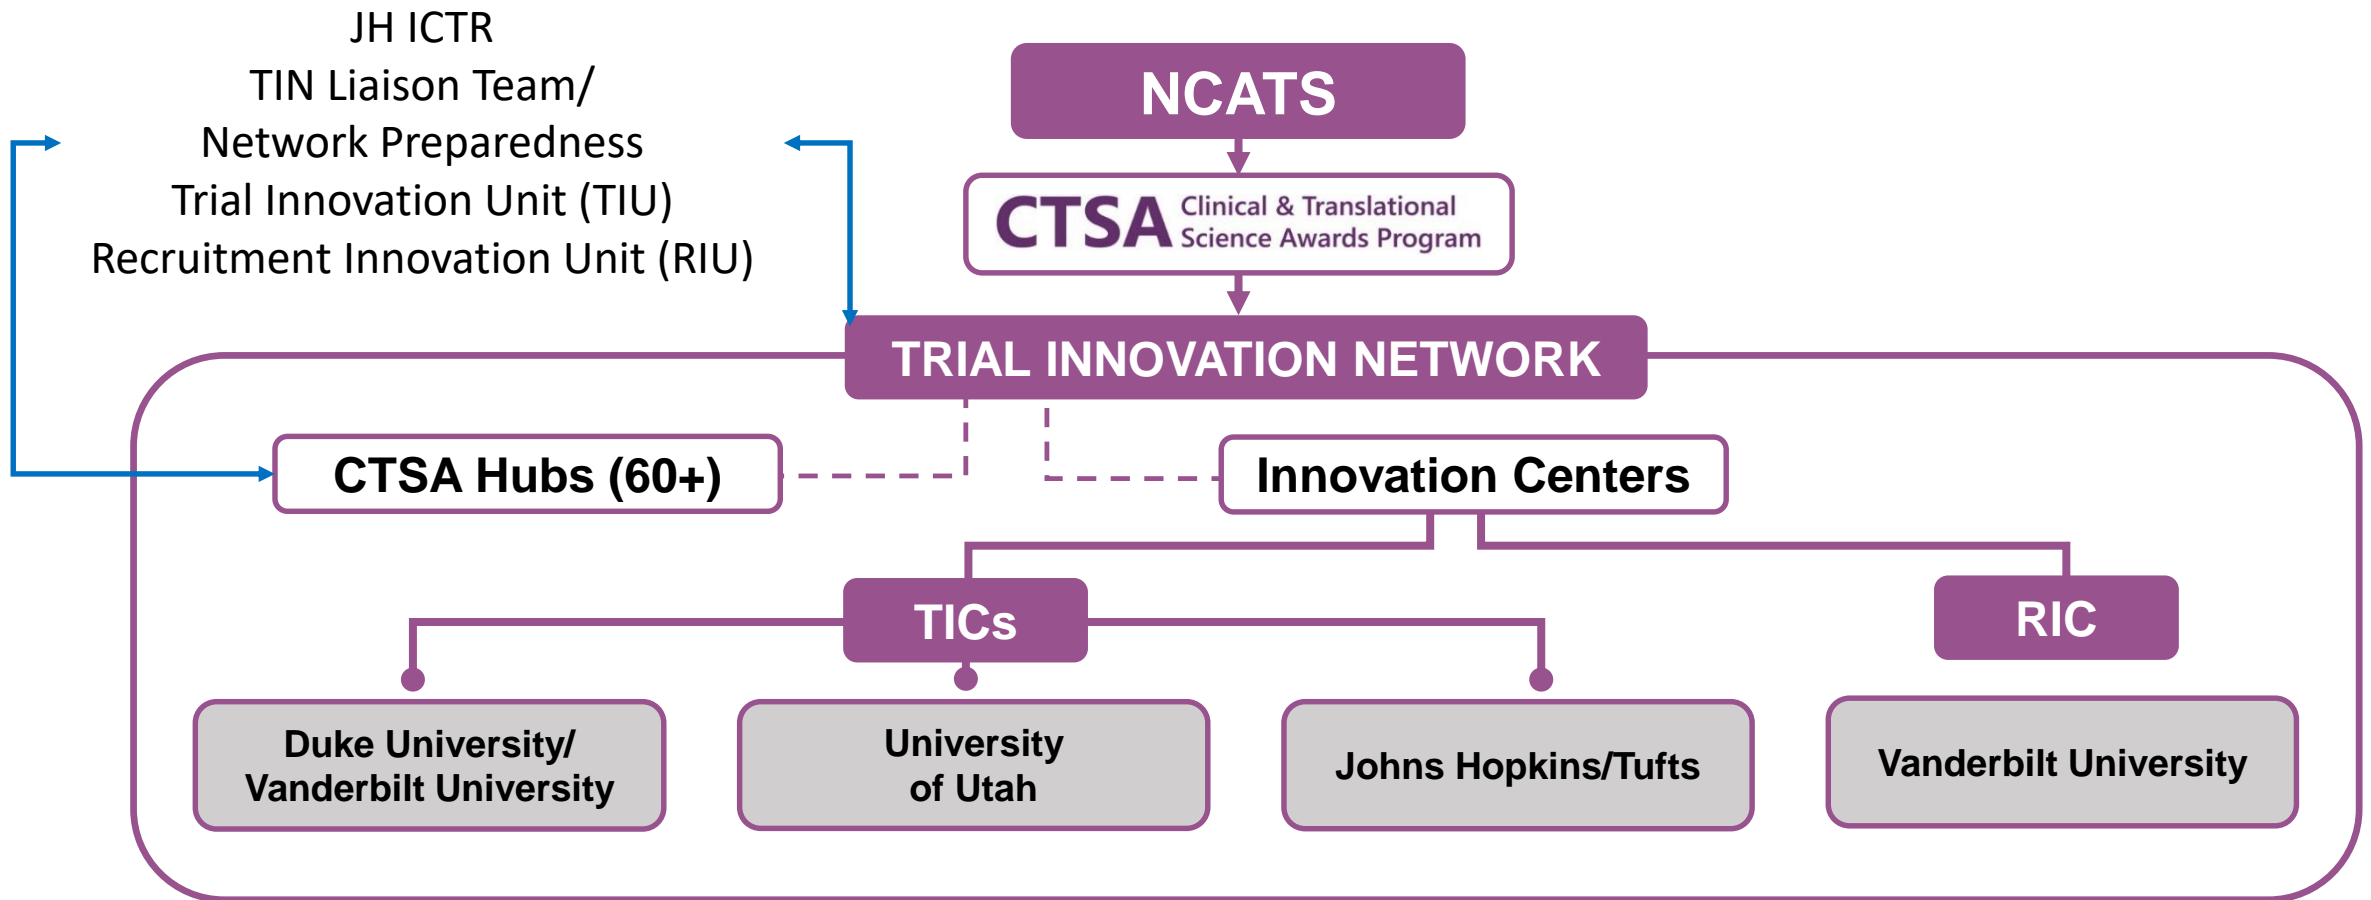 JH ICTR
TIN Liaison Team/
Network Preparedness
Trial Innovation Unit (TIU)
Recruitment Innovation Unit (RIU)
NCATS
CTSA Clinical & Translational
Science Awards Program
TRIAL INNOVATION NETWORK
CTSA Hubs (60+)
Innovation Centers
TICs
RIC
Duke University/
Vanderbilt University
University
of Utah
Johns Hopkins/Tufts
Vanderbilt University